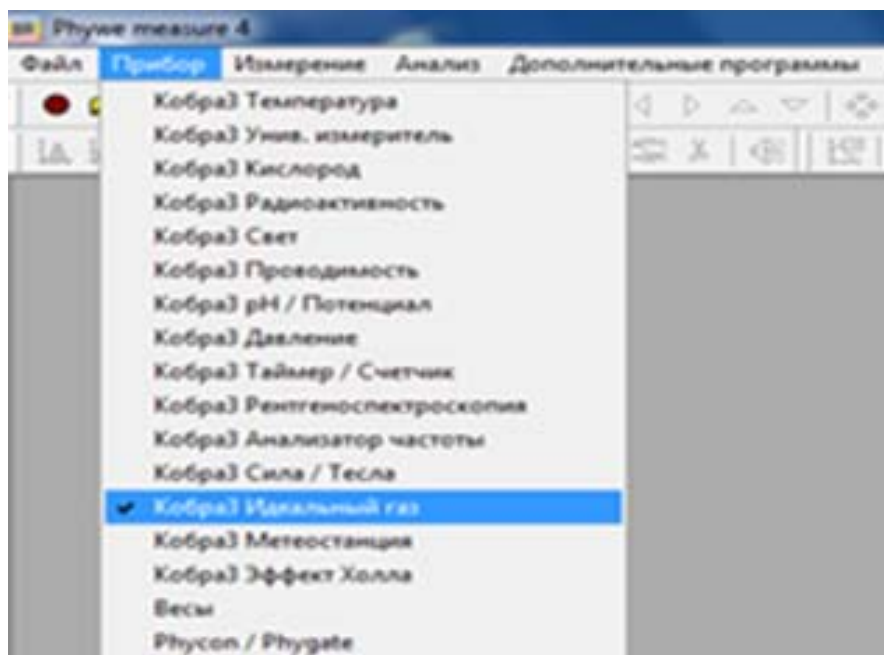 Phywe measure 4
Файл Прибор Измерение Анализ Дополнительные программы
Кобра3 Температура
Кобра3 Унив. измеритель
Кобра3 Кислород
Кобра3 Радиоактивность
Кобра3 Свет
Кобра3 Проводимость
Кобра3 pH / Потенциал
Кобра3 Давление
Кобра3 Таймер / Счетчик
Кобра3 Рентгеноспектроскопия
Кобра3 Анализатор частоты
Кобра3 Сила / Тесла
Кобра3 Идеальный газ
Кобра3 Метеостанция
Кобра3 Эффект Холла
Весы
Phycon / Phygate